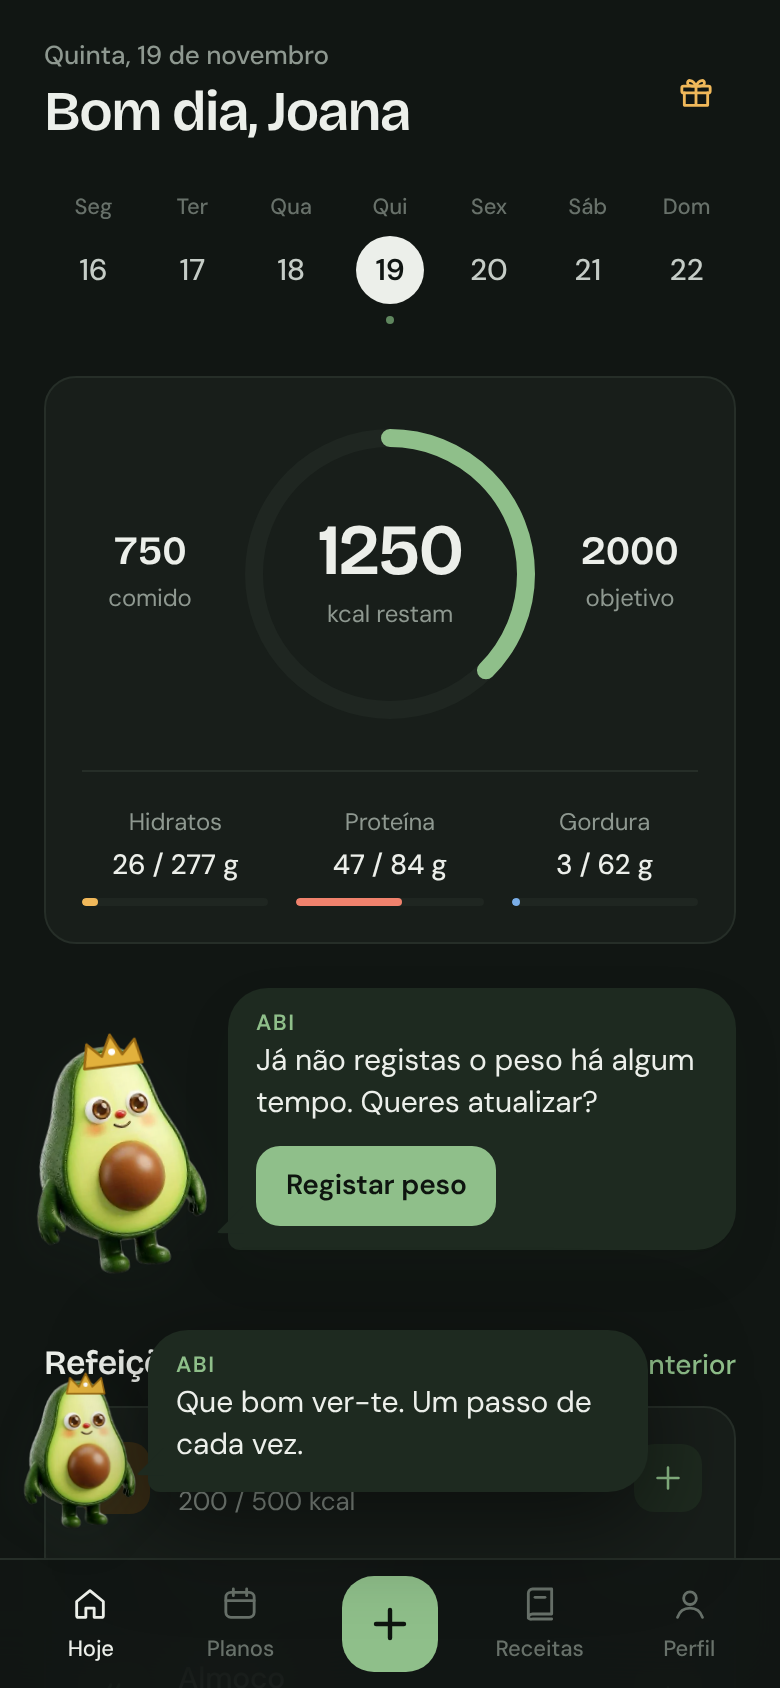 Quinta, 19 de novembro
Bom dia, Joana
Seg Ter Qua Qui Sex Sáb Dom
16 17 18 19 20 21 22
750
comido
1250
kcal restam
2000
objetivo
Hidratos Proteína Gordura
26 / 277 g 47 / 84 g 3 / 62 g
ABI
Já não registas o peso há algum
tempo. Queres atualizar?
Registar peso
ABI
Que bom ver-te. Um passo de
cada vez.
200 / 500 kcal
Hoje Planos Receitas Perfil
Almoço